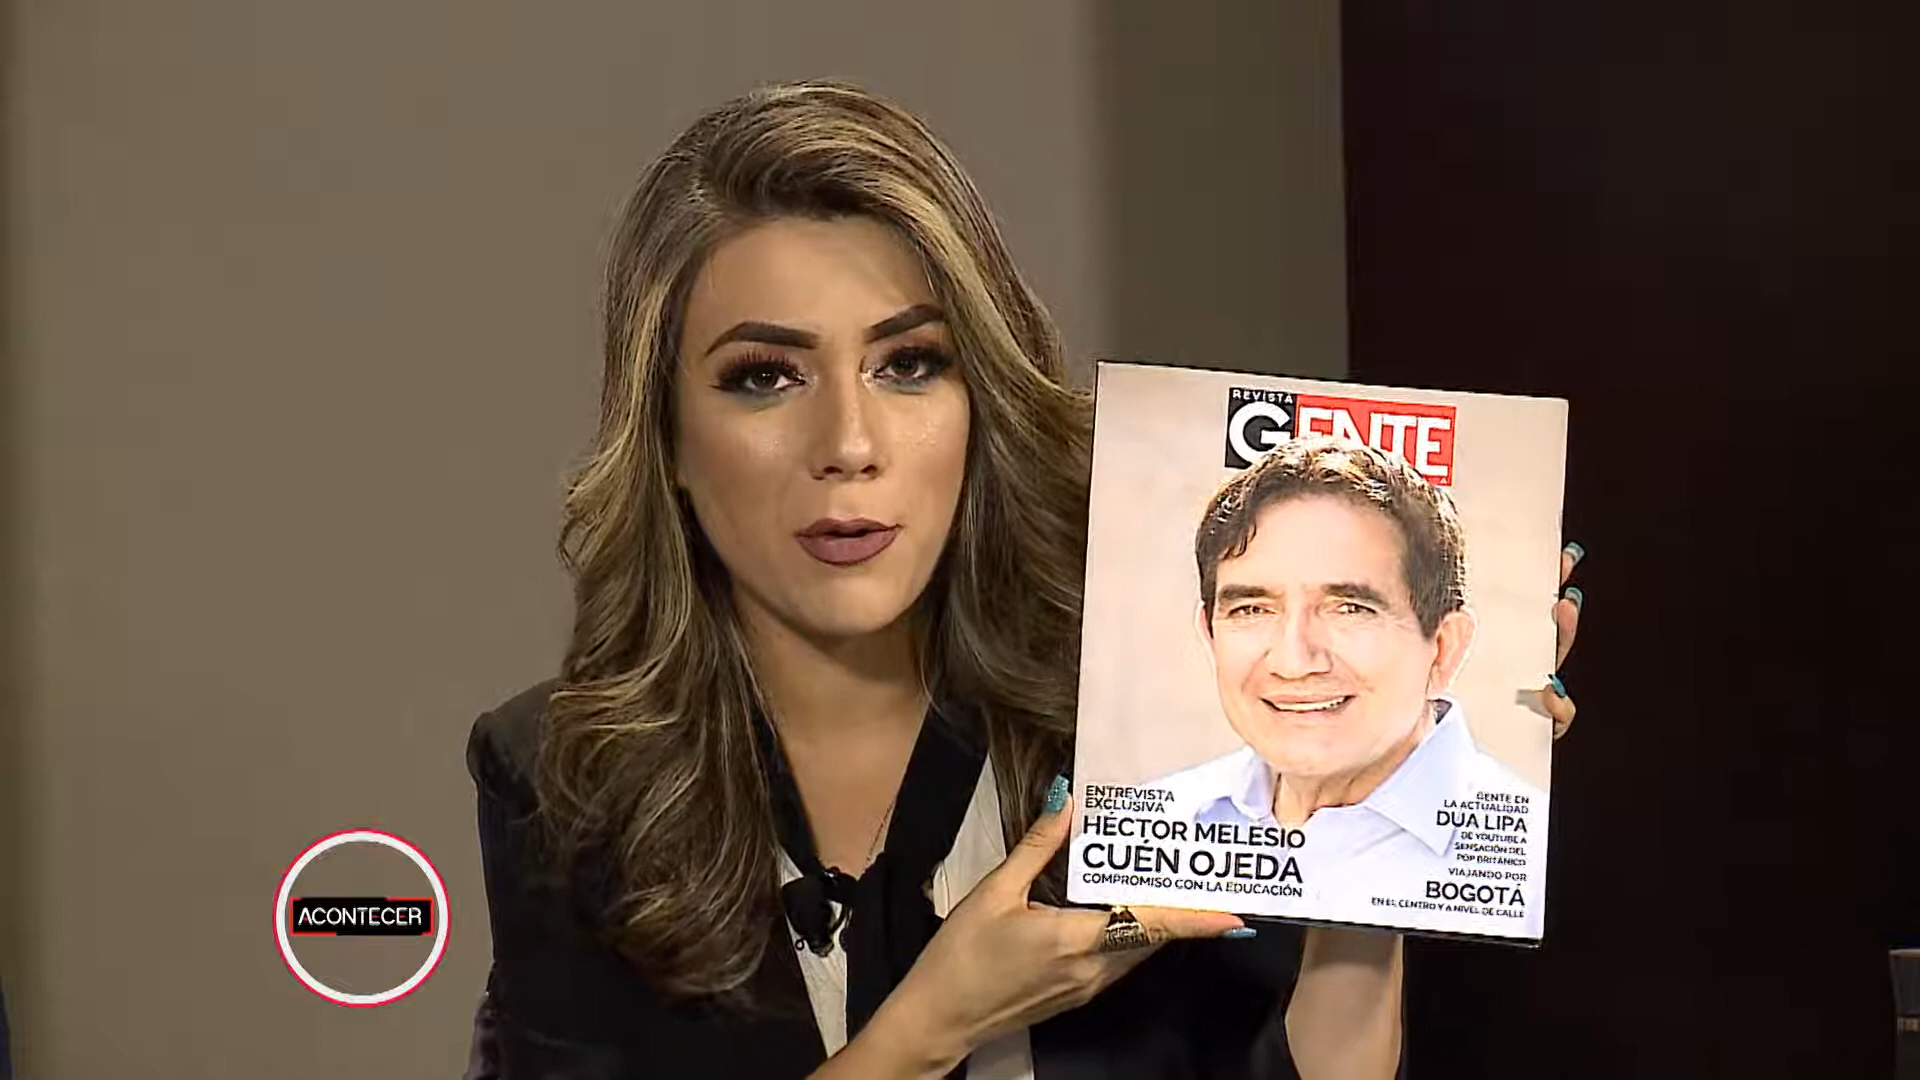 REVISTA
GENTE
ENTREVISTA
EXCLUSIVA
HÉCTOR MELESIO
CUÉN OJEDA
COMPROMISO CON LA EDUCACIÓN
GENTE EN
LA ACTUALIDAD
DUA LIPA
DE YOUTUBE A
SENSACIÓN DEL
POP BRITÁNICO
VIAJANDO POR
BOGOTÁ
EN EL CENTRO Y A NIVEL DE CALLE
ACONTECER